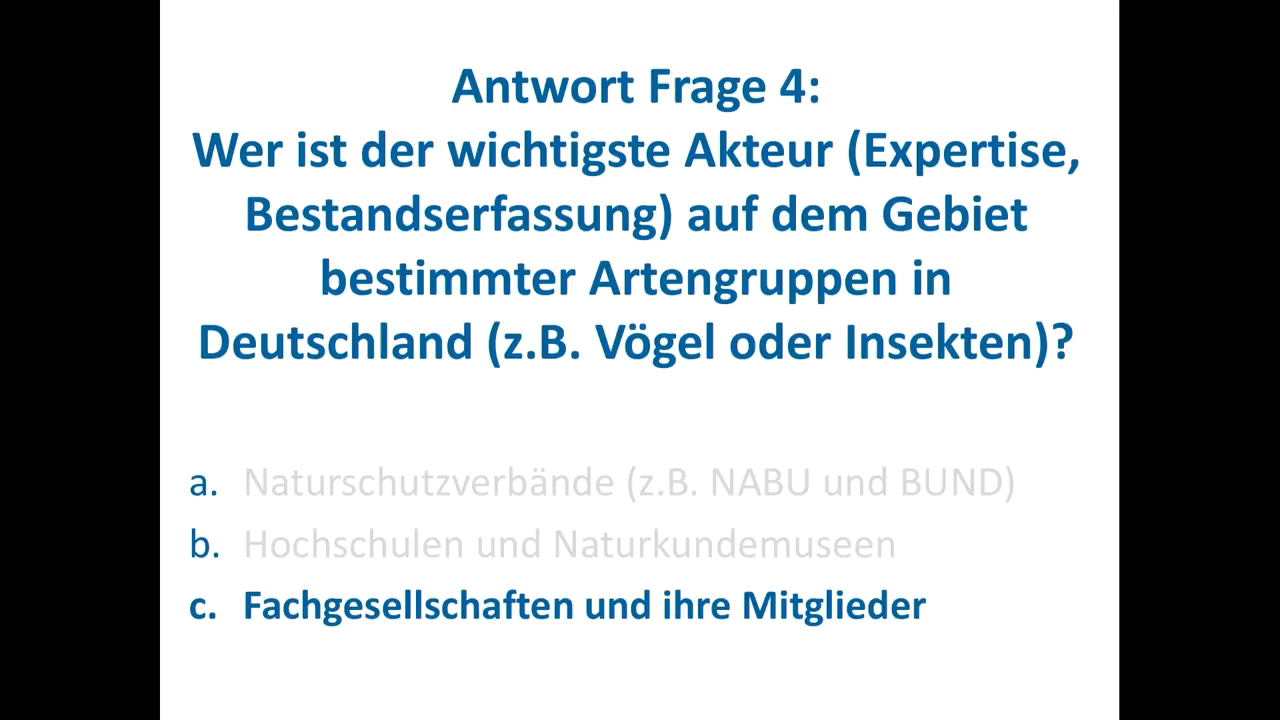 Antwort Frage 4:
Wer ist der wichtigste Akteur (Expertise,
Bestandserfassung) auf dem Gebiet
bestimmter Artengruppen in
Deutschland (z.B. Vögel oder Insekten)?
a. Naturschutzverbände (z.B. NABU und BUND)
b. Hochschulen und Naturkundemuseen
c. Fachgesellschaften und ihre Mitglieder